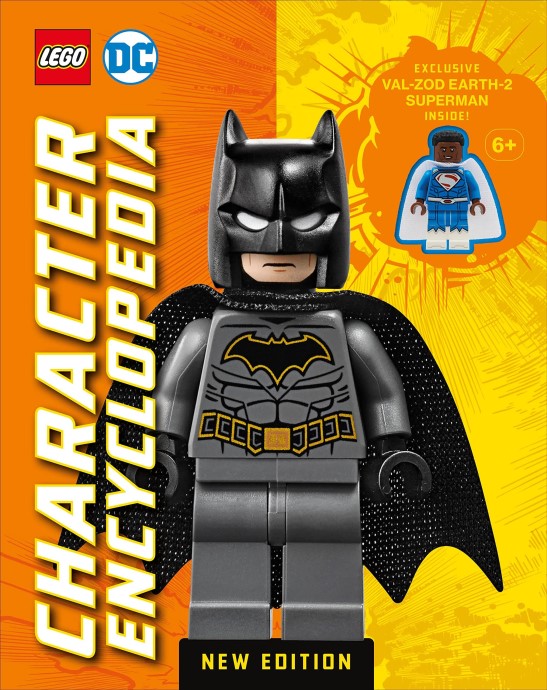 LEGO
DC
EXCLUSIVE
VAL-ZOD EARTH-2
SUPERMAN
INSIDE!
6+
CHARACTER
ENCYCLOPEDIA
NEW EDITION